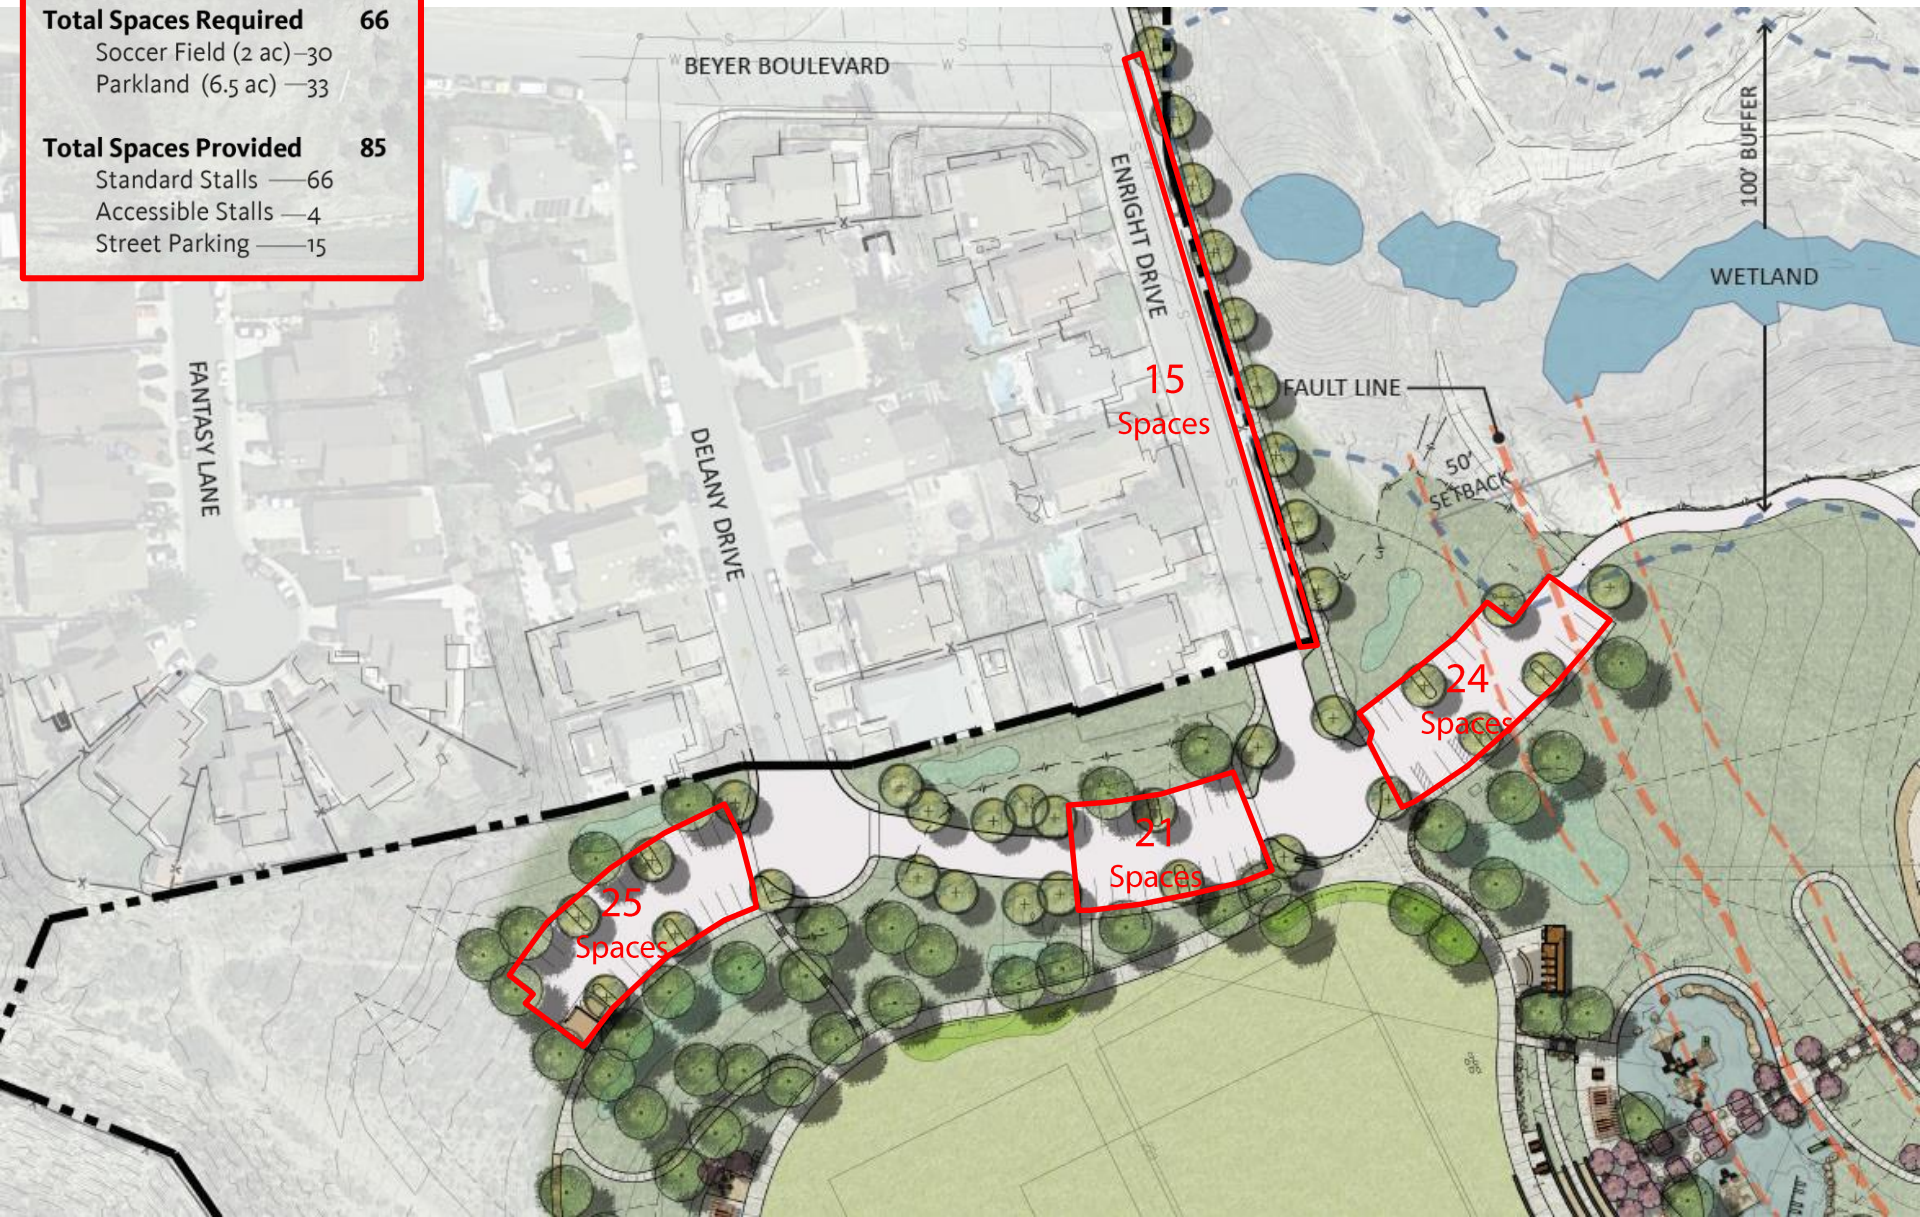 Total Spaces Required 66
Soccer Field (2 ac)—30
Parkland (6.5 ac) —33
Total Spaces Provided 85
Standard Stalls —66
Accessible Stalls —4
Street Parking —15
BEYER BOULEVARD
ENRIGHT DRIVE
100' BUFFER
WETLAND
FANTASY LANE
DELANY DRIVE
15
Spaces
FAULT LINE
50'
SETBACK
24
Spaces
21
Spaces
25
Spaces